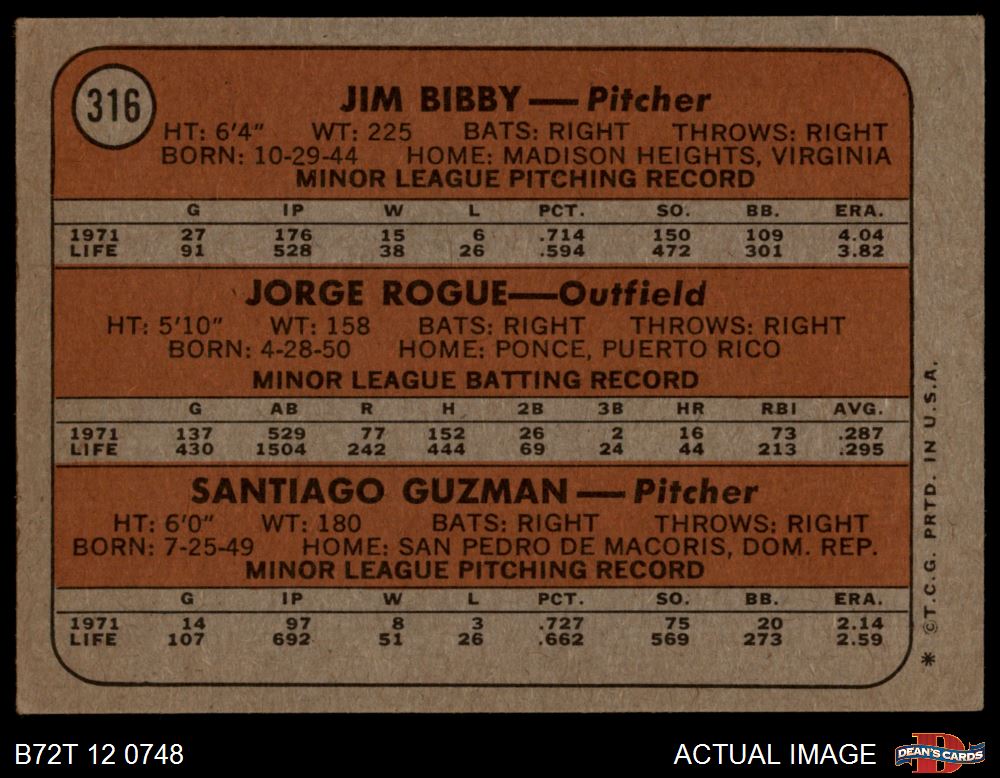 316
JIM BIBBY — Pitcher
HT: 6'4" WT: 225 BATS: RIGHT THROWS: RIGHT
BORN: 10-29-44 HOME: MADISON HEIGHTS, VIRGINIA
MINOR LEAGUE PITCHING RECORD
G IP W L PCT. SO. BB. ERA.
1971 27 176 15 6 .714 150 109 4.04
LIFE 91 528 38 26 .594 472 301 3.82
JORGE ROGUE—Outfield
HT: 5'10" WT: 158 BATS: RIGHT THROWS: RIGHT
BORN: 4-28-50 HOME: PONCE, PUERTO RICO
MINOR LEAGUE BATTING RECORD
G AB R H 2B 3B HR RBI AVG.
1971 137 529 77 152 26 2 16 73 .287
LIFE 430 1504 242 444 69 24 44 213 .295
SANTIAGO GUZMAN — Pitcher
HT: 6'0" WT: 180 BATS: RIGHT THROWS: RIGHT
BORN: 7-25-49 HOME: SAN PEDRO DE MACORIS, DOM. REP.
MINOR LEAGUE PITCHING RECORD
G IP W L PCT. SO. BB. ERA.
1971 14 97 8 3 .727 75 20 2.14
LIFE 107 692 51 26 .662 569 273 2.59
* ©T.C.G. PRTD. IN U.S.A.
B72T 12 0748
ACTUAL IMAGE
D
DEAN'S CARDS